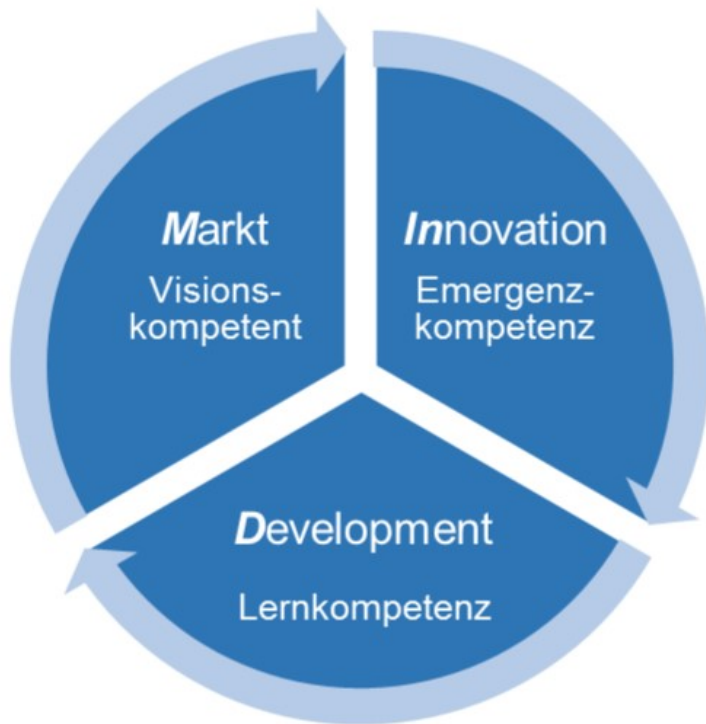 Markt
Visions-
kompetent
Innovation
Emergenz-
kompetenz
Development
Lernkompetenz